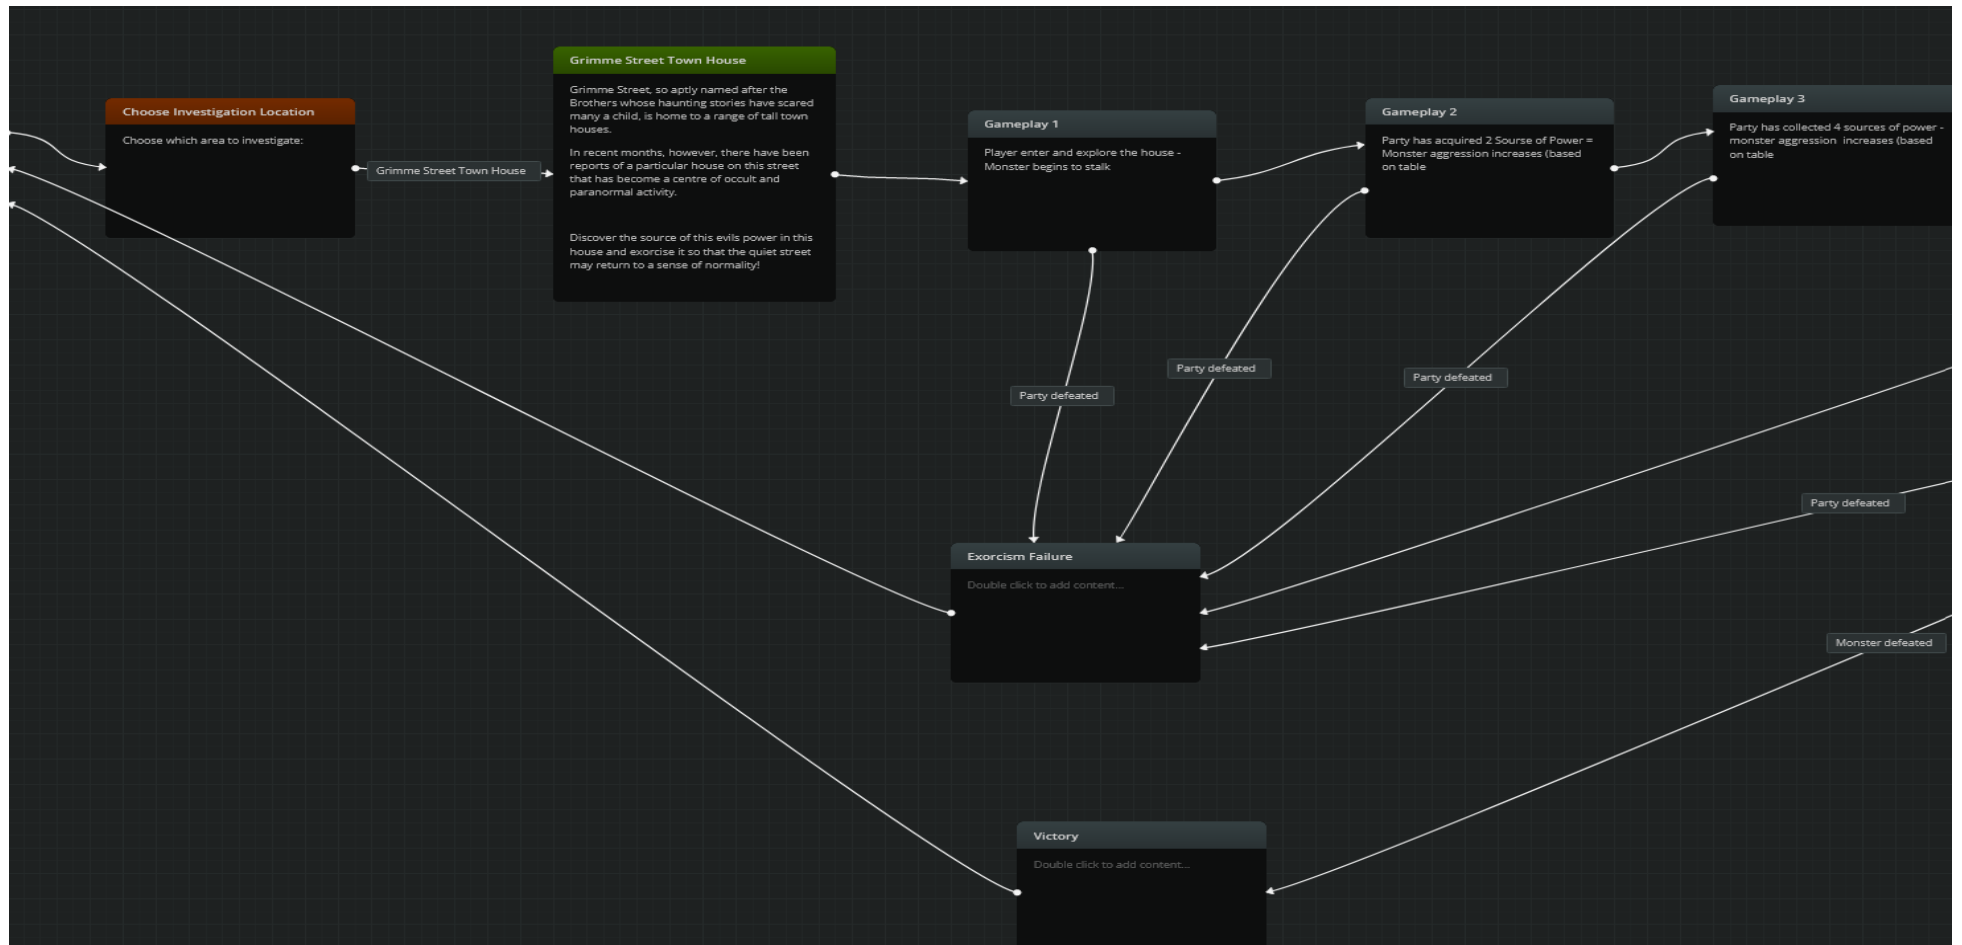 Choose Investigation Location
Choose which area to investigate:
Grimme Street Town House
Grimme Street Town House
Grimme Street, so aptly named after the
Brothers whose haunting stories have scared
many a child, is home to a range of tall town
houses.
In recent months, however, there have been
reports of a particular house on this street
that has become a centre of occult and
paranormal activity.
Discover the source of this evils power in this
house and exorcise it so that the quiet street
may return to a sense of normality!
Gameplay 1
Player enter and explore the house -
Monster begins to stalk
Gameplay 2
Party has acquired 2 Sourse of Power =
Monster aggression increases (based
on table
Gameplay 3
Party has collected 4 sources of power -
monster aggression  increases (based
on table
Party defeated
Party defeated
Party defeated
Party defeated
Exorcism Failure
Double click to add content...
Monster defeated
Victory
Double click to add content...